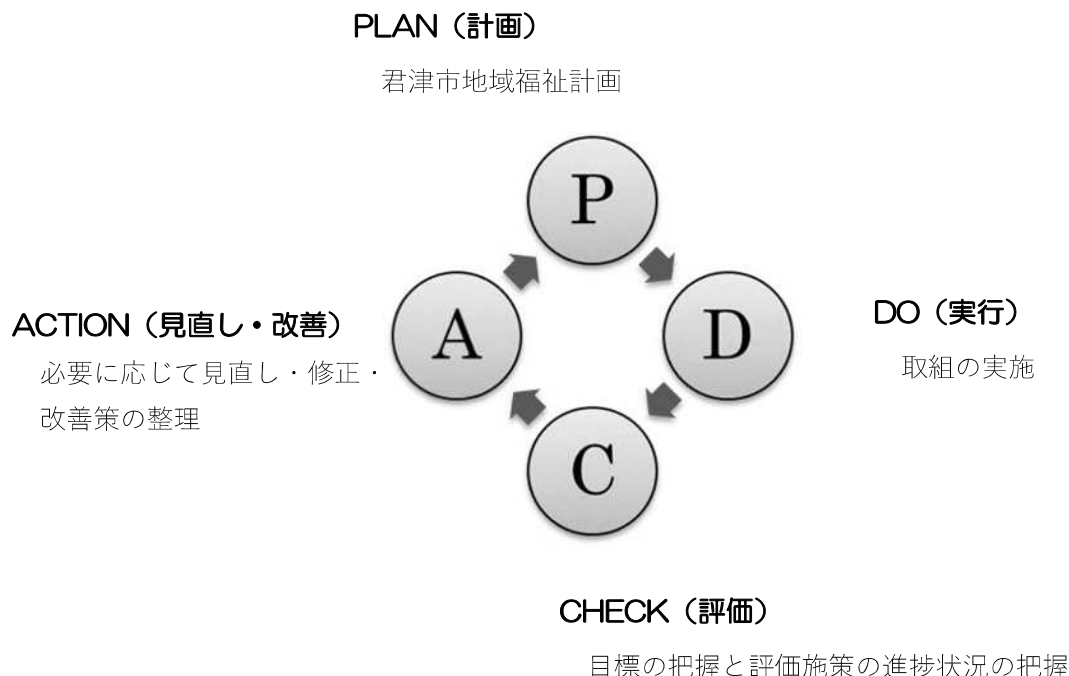 PLAN（計画）
君津市地域福祉計画
P
A
D
C
ACTION（見直し・改善）
必要に応じて見直し・修正・
改善策の整理
DO（実行）
取組の実施
CHECK（評価）
目標の把握と評価施策の進捗状況の把握